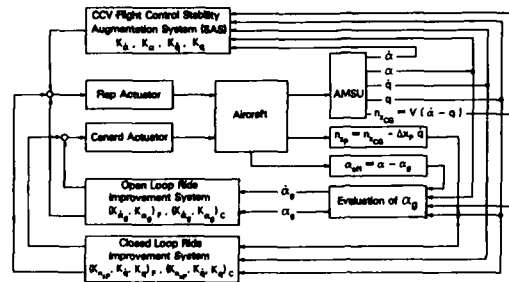 CCV-Flight Control Stability
Augmentation System (SAS)
K_α̇ , K_α , K_q̇ , K_q
Flap Actuator
Canard Actuator
Aircraft
AMSU
α̇
α
q̇
q
n_zCG = V (α̇ − q)
n_zP = n_zCG − Δx_P q̇
α_eff = α − α_g
Open Loop Ride
Improvement System
(K_α̇g, K_αg)_F , (K_α̇g, K_αg)_C
α̇_g
α_g
Evaluation of α_g
Closed Loop Ride
Improvement System
(K_nzP, K_q̇, K_q)_F , (K_nzP, K_q̇, K_q)_C